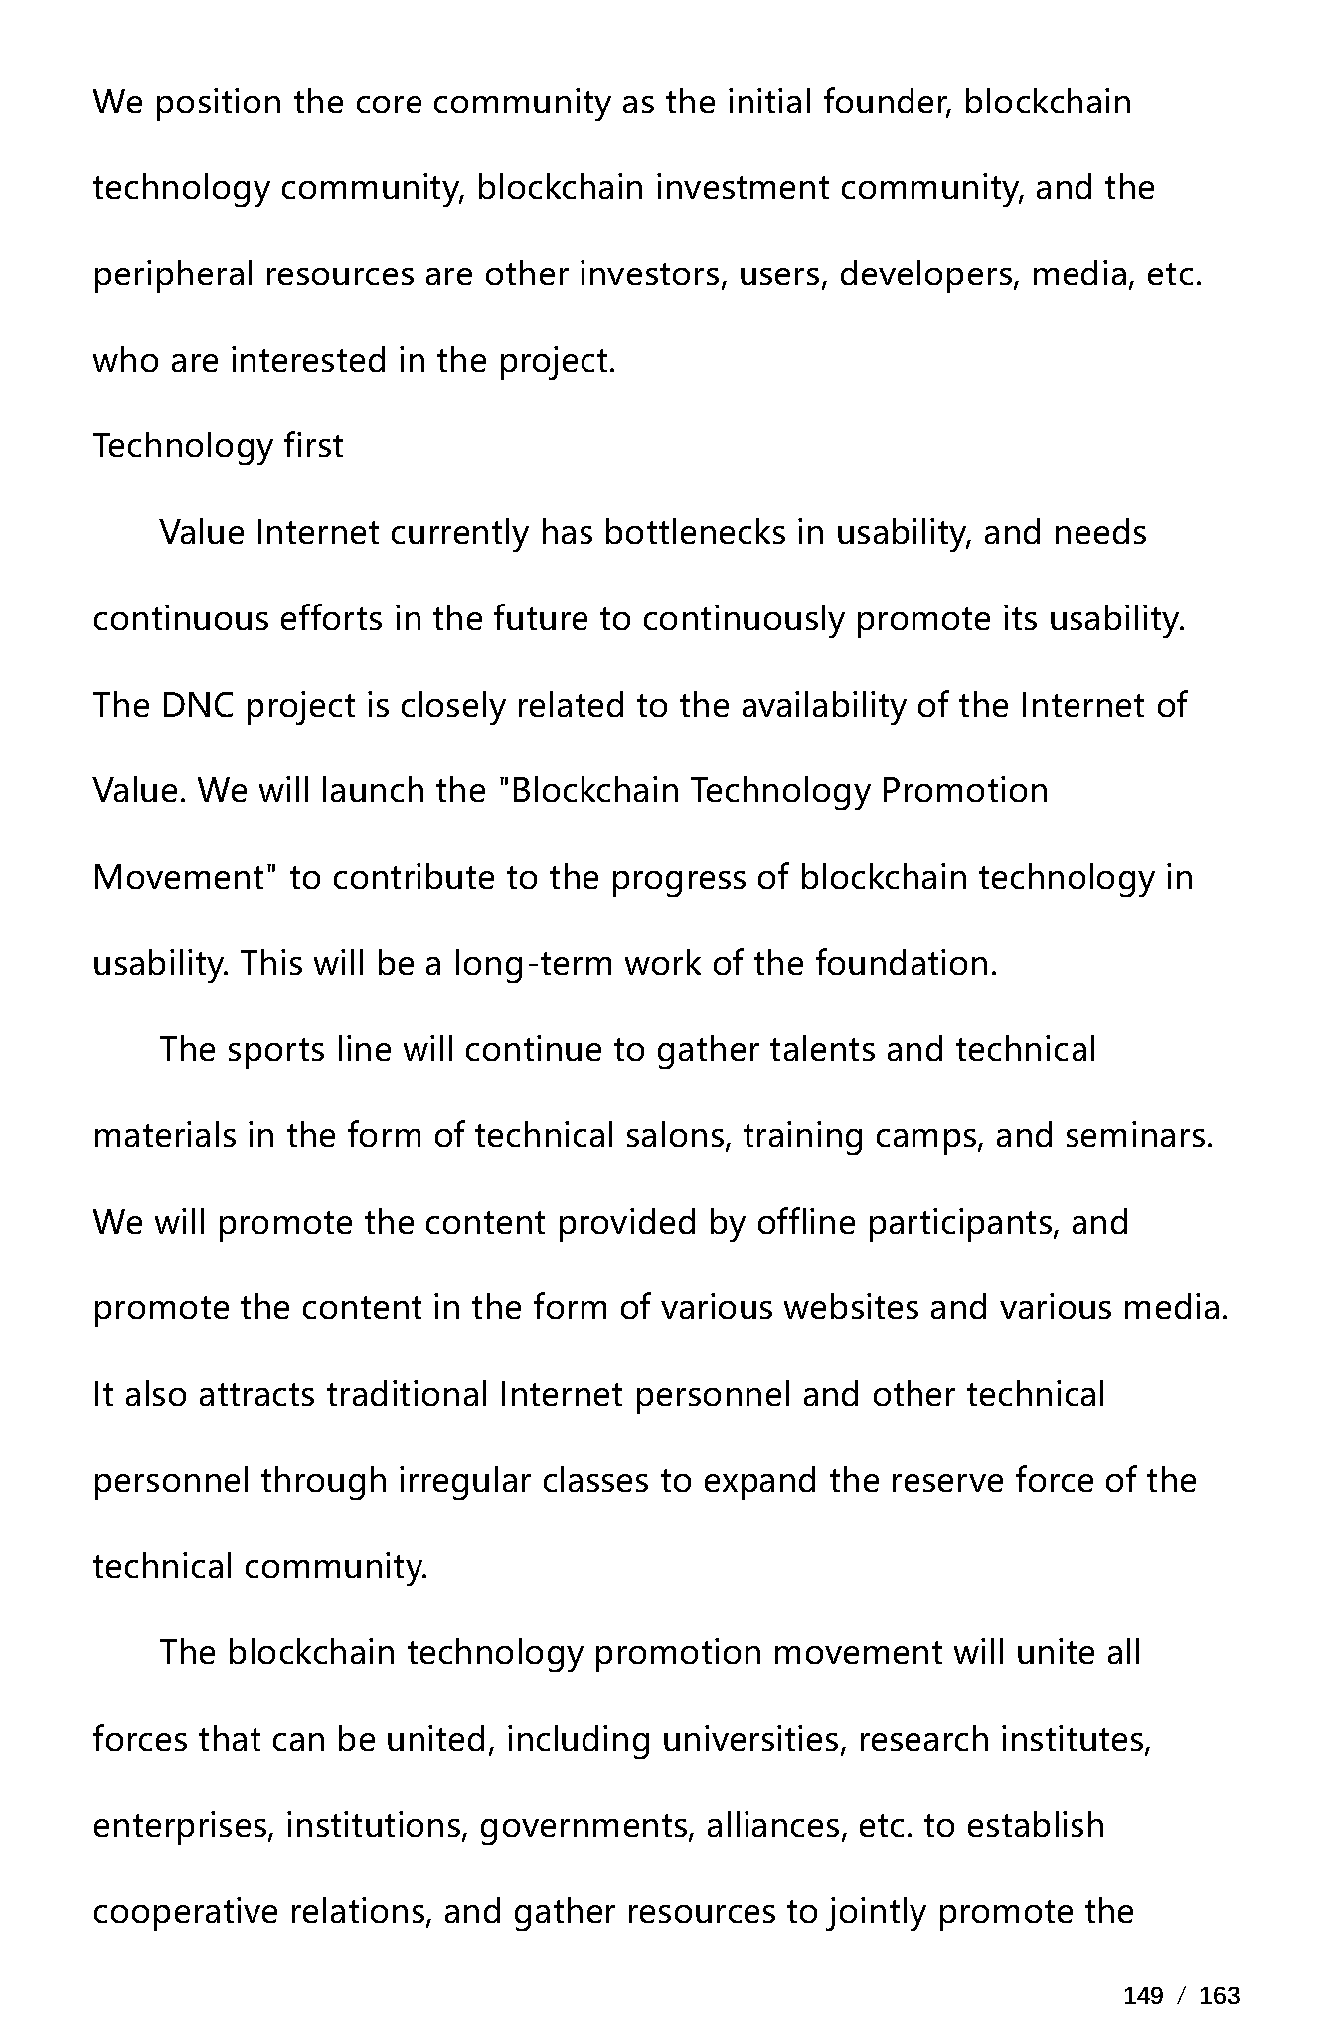 We position the core community as the initial founder, blockchain
technology community, blockchain investment community, and the
peripheral resources are other investors, users, developers, media, etc.
who are interested in the project.
Technology first
Value Internet currently has bottlenecks in usability, and needs
continuous efforts in the future to continuously promote its usability.
The DNC project is closely related to the availability of the Internet of
Value. We will launch the "Blockchain Technology Promotion
Movement" to contribute to the progress of blockchain technology in
usability. This will be a long-term work of the foundation.
The sports line will continue to gather talents and technical
materials in the form of technical salons, training camps, and seminars.
We will promote the content provided by offline participants, and
promote the content in the form of various websites and various media.
It also attracts traditional Internet personnel and other technical
personnel through irregular classes to expand the reserve force of the
technical community.
The blockchain technology promotion movement will unite all
forces that can be united, including universities, research institutes,
enterprises, institutions, governments, alliances, etc. to establish
cooperative relations, and gather resources to jointly promote the
149 / 163